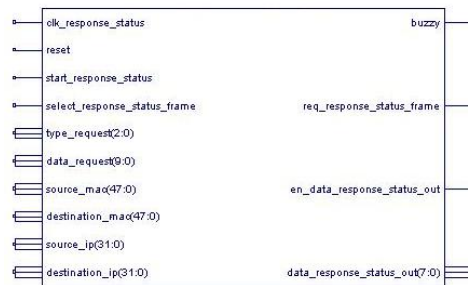 clk_response_status
buzzy
reset
start_response_status
select_response_status_frame
req_response_status_frame
type_request(2:0)
data_request(9:0)
source_mac(47:0)
en_data_response_status_out
destination_mac(47:0)
source_ip(31:0)
destination_ip(31:0)
data_response_status_out(7:0)